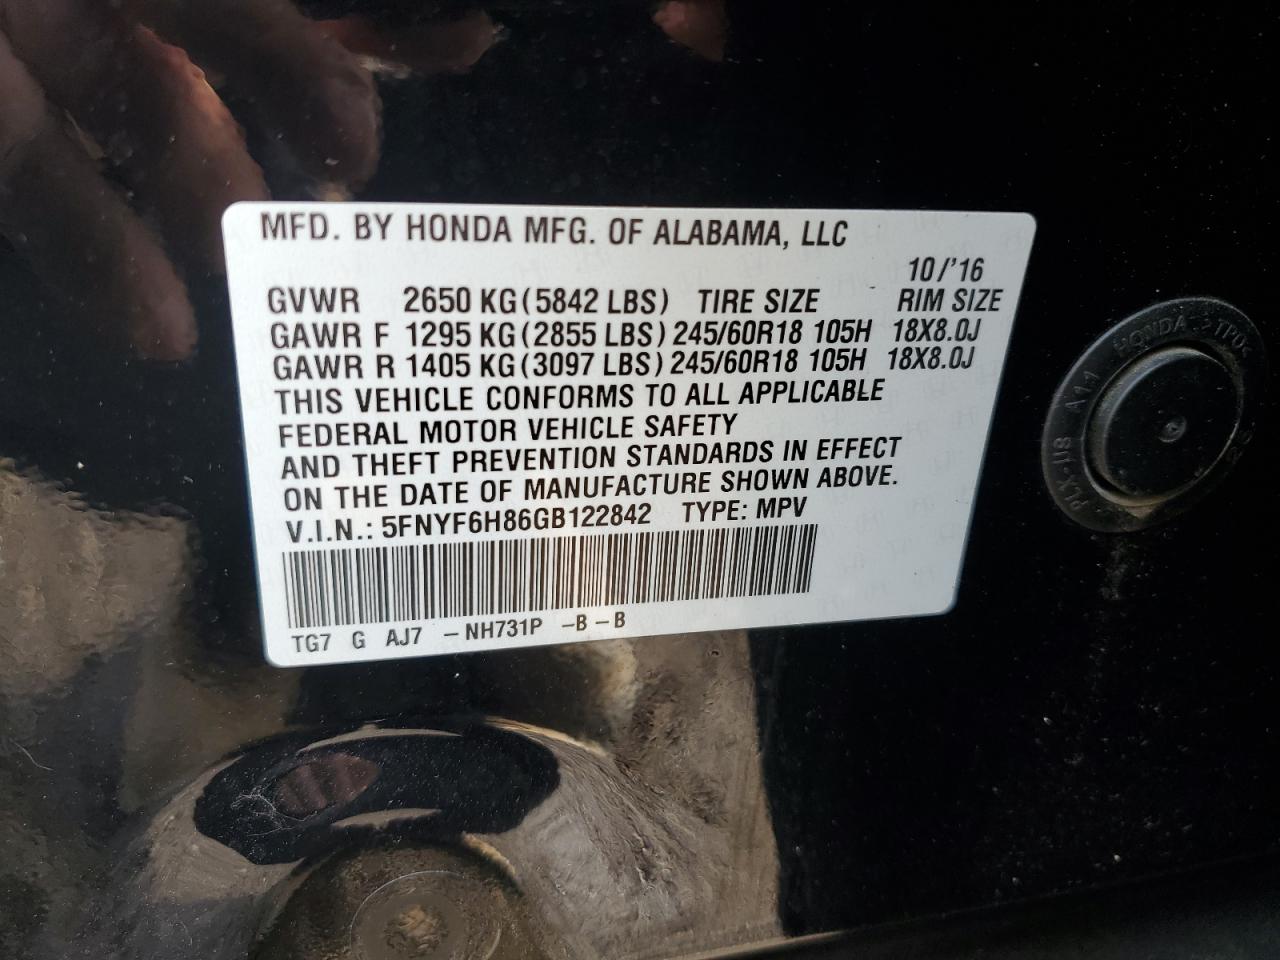 MFD. BY HONDA MFG. OF ALABAMA, LLC
10/'16
GVWR 2650 KG(5842 LBS) TIRE SIZE RIM SIZE
GAWR F 1295 KG(2855 LBS) 245/60R18 105H 18X8.0J
GAWR R 1405 KG(3097 LBS) 245/60R18 105H 18X8.0J
THIS VEHICLE CONFORMS TO ALL APPLICABLE
FEDERAL MOTOR VEHICLE SAFETY
AND THEFT PREVENTION STANDARDS IN EFFECT
ON THE DATE OF MANUFACTURE SHOWN ABOVE.
V.I.N.: 5FNYF6H86GB122842 TYPE: MPV
TG7 G AJ7 -NH731P -B-B
HONDA